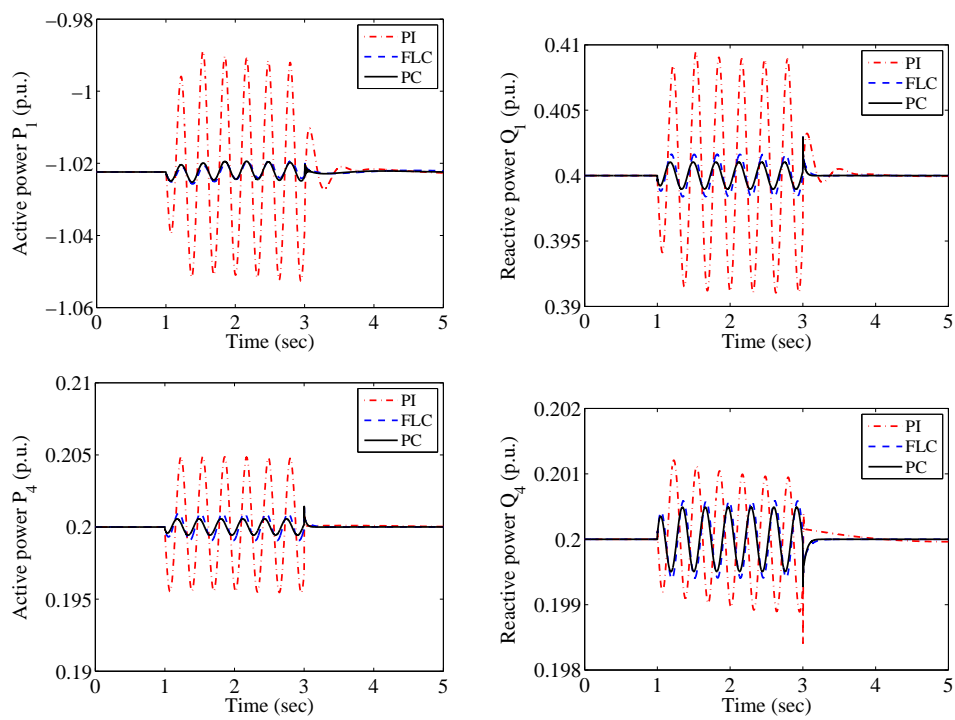 Active power P1 (p.u.)
−0.98
−1
−1.02
−1.04
−1.06
0 1 2 3 4 5
Time (sec)
PI
FLC
PC
Reactive power Q1 (p.u.)
0.41
0.405
0.4
0.395
0.39
0 1 2 3 4 5
Time (sec)
PI
FLC
PC
Active power P4 (p.u.)
0.21
0.205
0.2
0.195
0.19
0 1 2 3 4 5
Time (sec)
PI
FLC
PC
Reactive power Q4 (p.u.)
0.202
0.201
0.2
0.199
0.198
0 1 2 3 4 5
Time (sec)
PI
FLC
PC